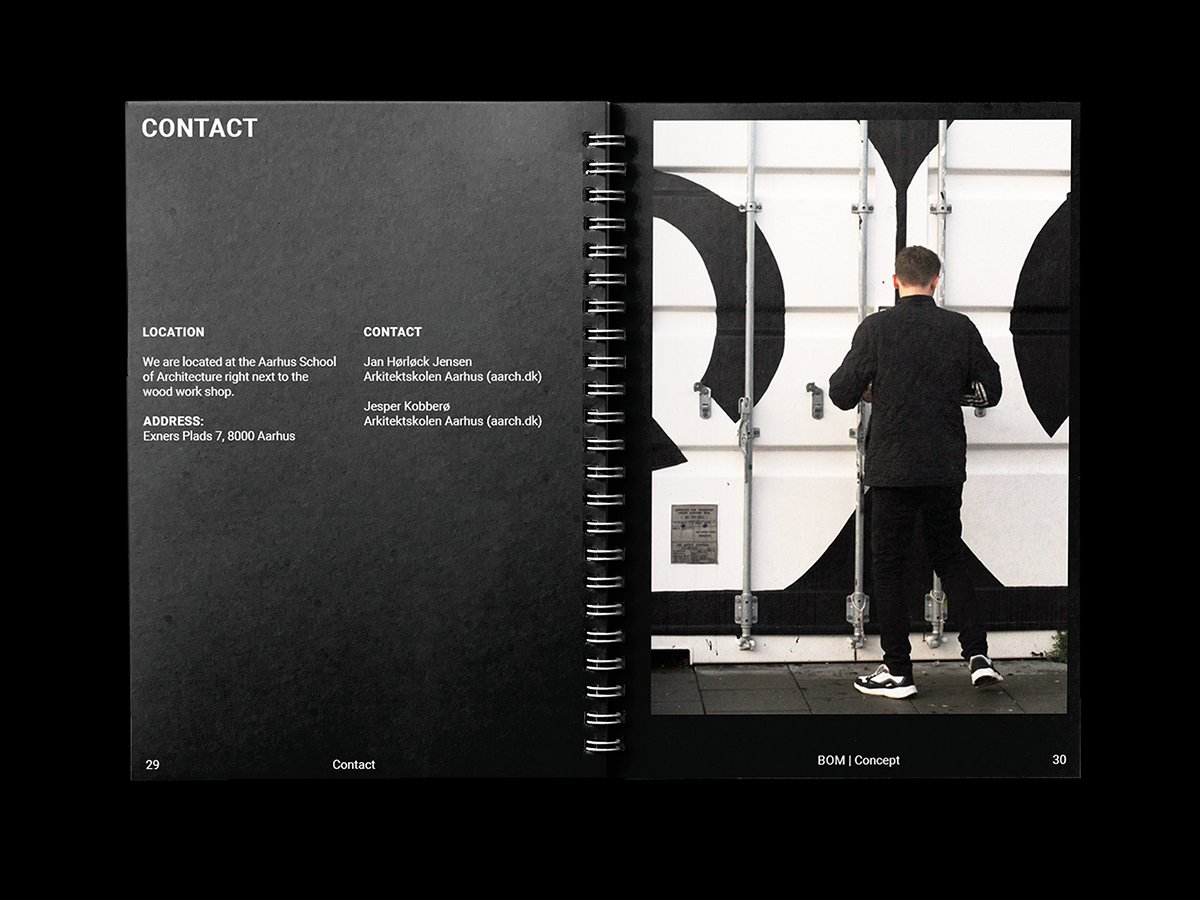 CONTACT
LOCATION
We are located at the Aarhus School
of Architecture right next to the
wood work shop.
ADDRESS:
Exners Plads 7, 8000 Aarhus
CONTACT
Jan Hørløck Jensen
Arkitektskolen Aarhus (aarch.dk)
Jesper Kobberø
Arkitektskolen Aarhus (aarch.dk)
29
Contact
BOM | Concept
30